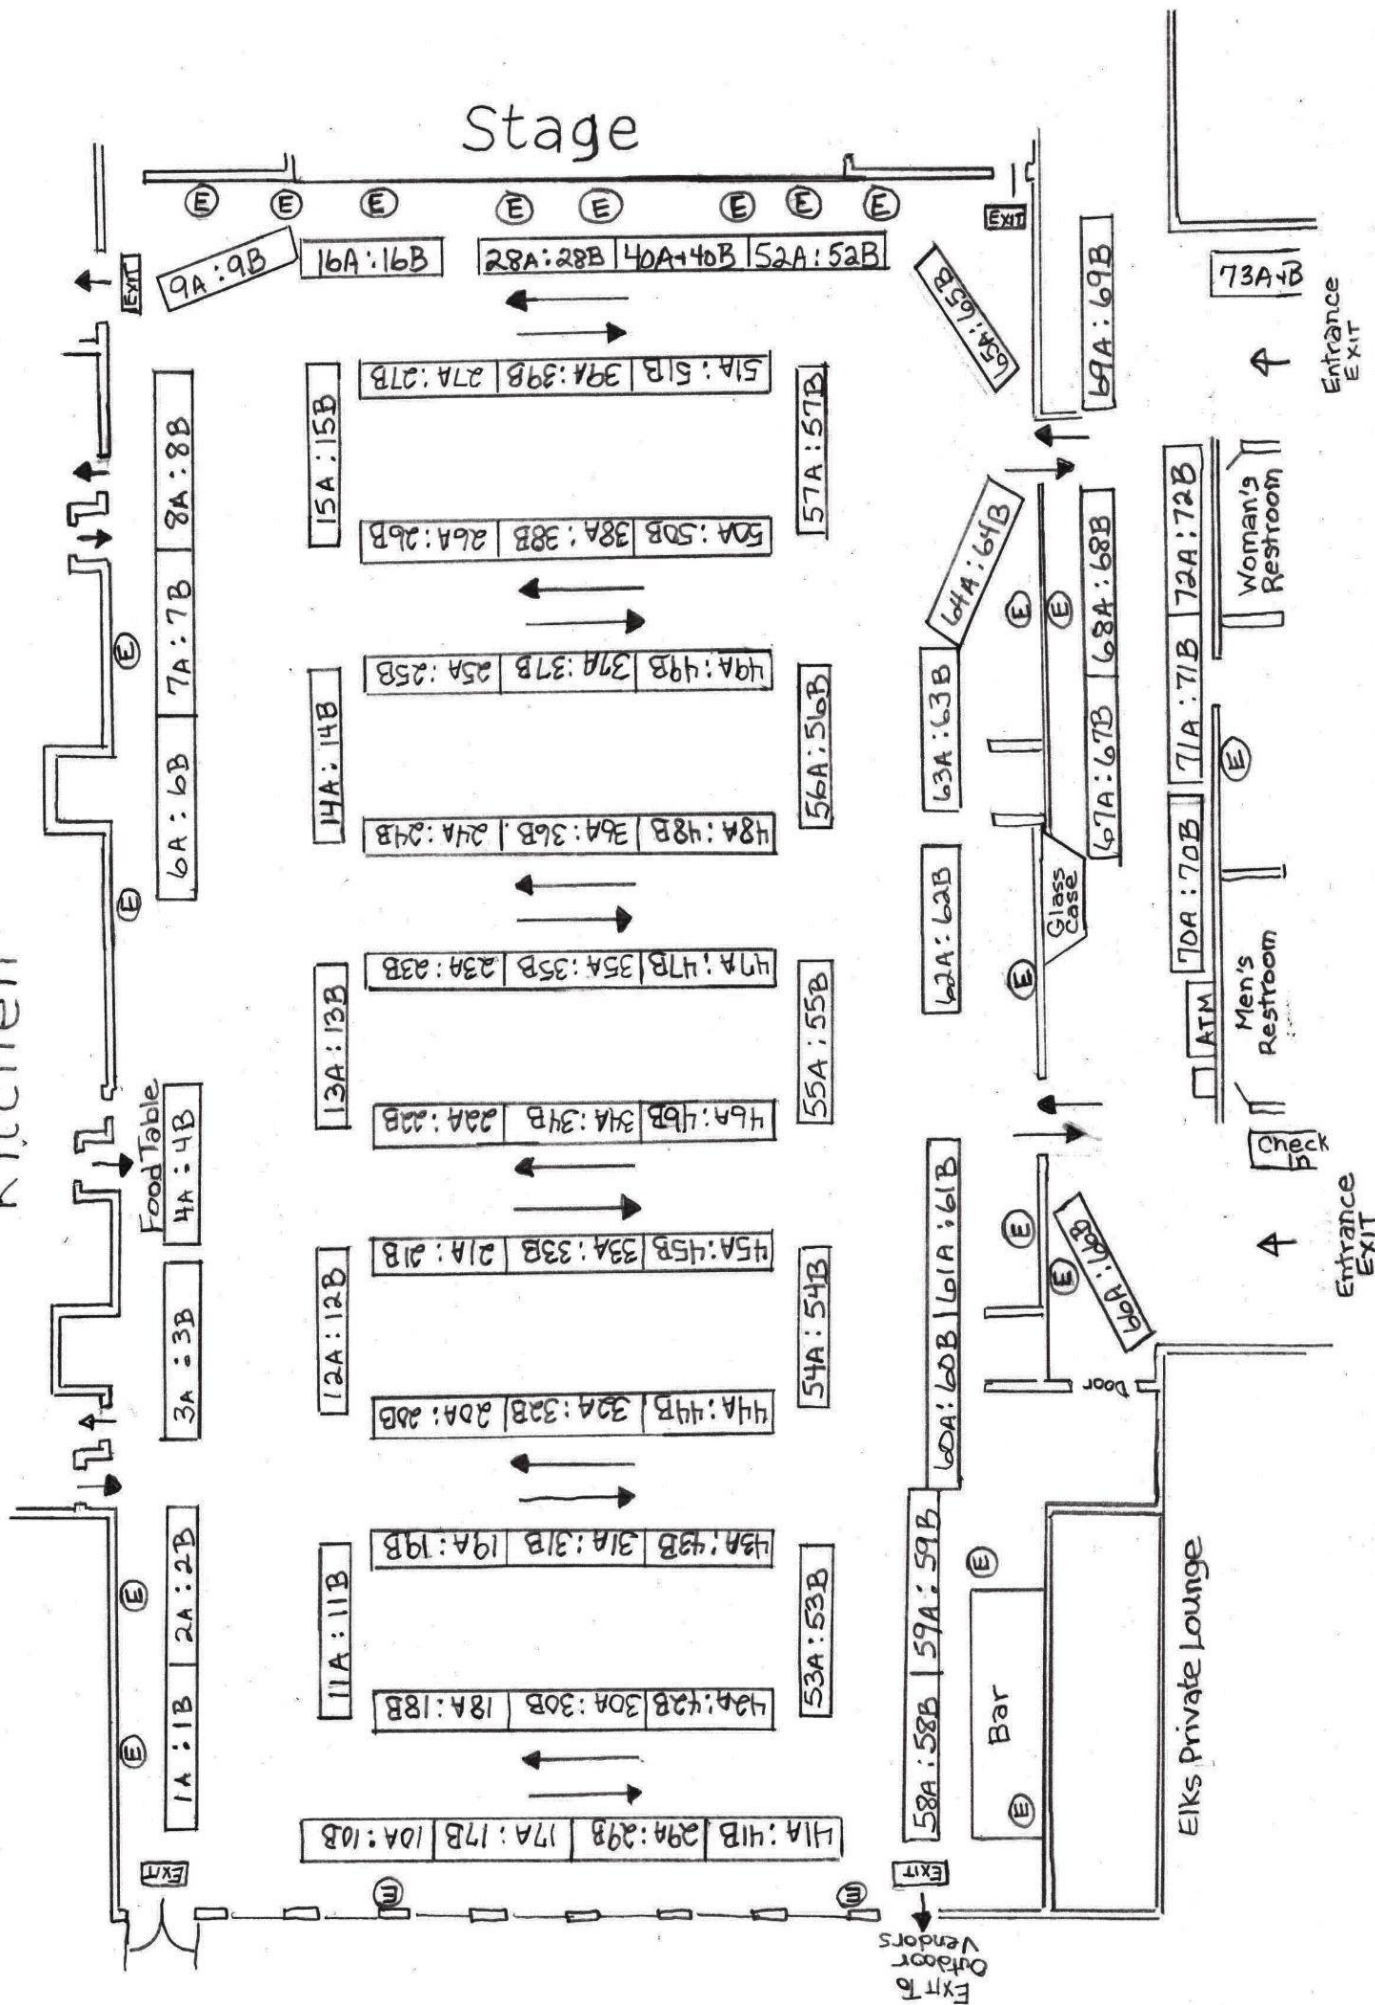 Kitchen
Stage
EXIT
9A : 9B
16A : 16B
28A : 28B
40A + 40B
52A : 52B
EXIT
E
E
E
E
E
E
E
E
65A : 65B
69A : 69B
73A + B
Entrance
EXIT
8A : 8B
7A : 7B
6A : 6B
E
E
15A : 15B
27A : 27B
39A : 39B
51A : 51B
57A : 57B
26A : 26B
38A : 38B
50A : 50B
14A : 14B
25A : 25B
37A : 37B
49A : 49B
56A : 56B
24A : 24B
36A : 36B
48A : 48B
64A : 64B
63A : 63B
62A : 62B
E
E
E
68A : 68B
67A : 67B
Glass
Case
72A : 72B
71A : 71B
70A : 70B
E
ATM
Woman's
Restroom
Men's
Restroom
Check
in
Entrance
EXIT
Food Table
4A : 4B
3A : 3B
13A : 13B
23A : 23B
35A : 35B
47A : 47B
55A : 55B
22A : 22B
34A : 34B
46A : 46B
12A : 12B
21A : 21B
33A : 33B
45A : 45B
54A : 54B
20A : 20B
32A : 32B
44A : 44B
61A : 61B
60A : 60B
E
E
66A : 66B
Door
2A : 2B
1A : 1B
E
E
11A : 11B
19A : 19B
31A : 31B
43A : 43B
53A : 53B
18A : 18B
30A : 30B
42A : 42B
10A : 10B
17A : 17B
29A : 29B
41A : 41B
59A : 59B
58A : 58B
E
Bar
E
Elks Private Lounge
EXIT
E
E
EXIT
EXIT To
Outdoor
Vendors